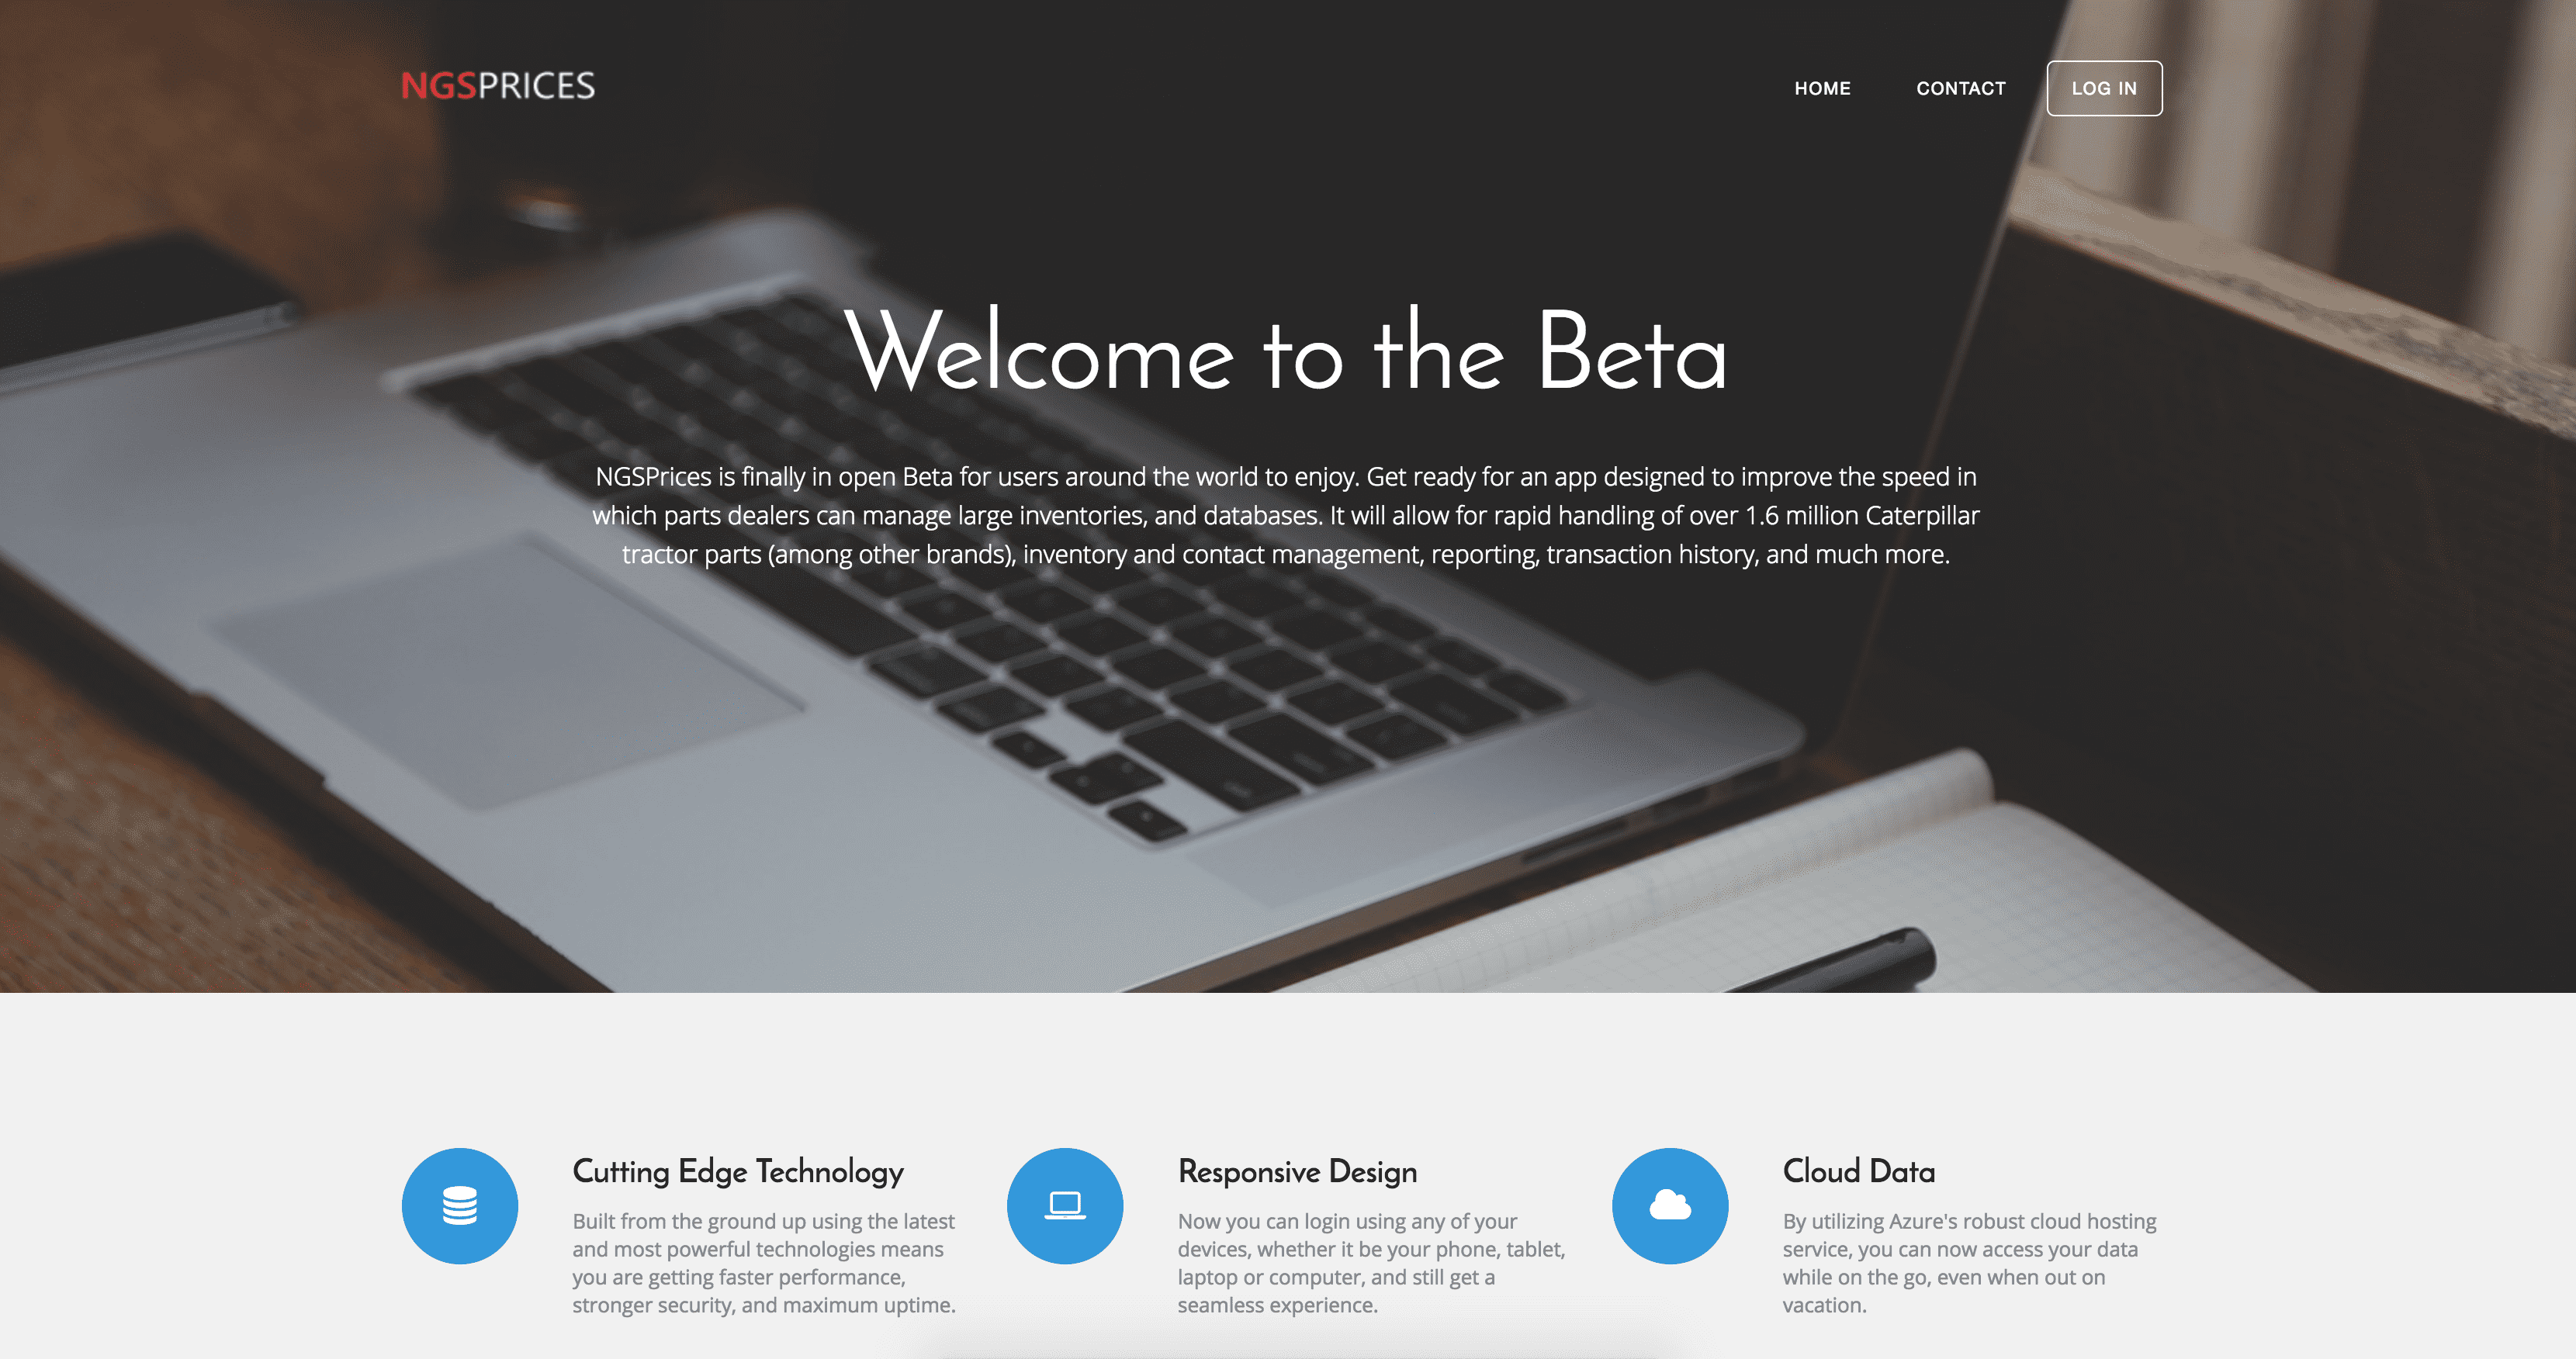 NGSPRICES
HOME
CONTACT
LOG IN
Welcome to the Beta
NGSPrices is finally in open Beta for users around the world to enjoy. Get ready for an app designed to improve the speed in
which parts dealers can manage large inventories, and databases. It will allow for rapid handling of over 1.6 million Caterpillar
tractor parts (among other brands), inventory and contact management, reporting, transaction history, and much more.
Cutting Edge Technology
Built from the ground up using the latest
and most powerful technologies means
you are getting faster performance,
stronger security, and maximum uptime.
Responsive Design
Now you can login using any of your
devices, whether it be your phone, tablet,
laptop or computer, and still get a
seamless experience.
Cloud Data
By utilizing Azure's robust cloud hosting
service, you can now access your data
while on the go, even when out on
vacation.